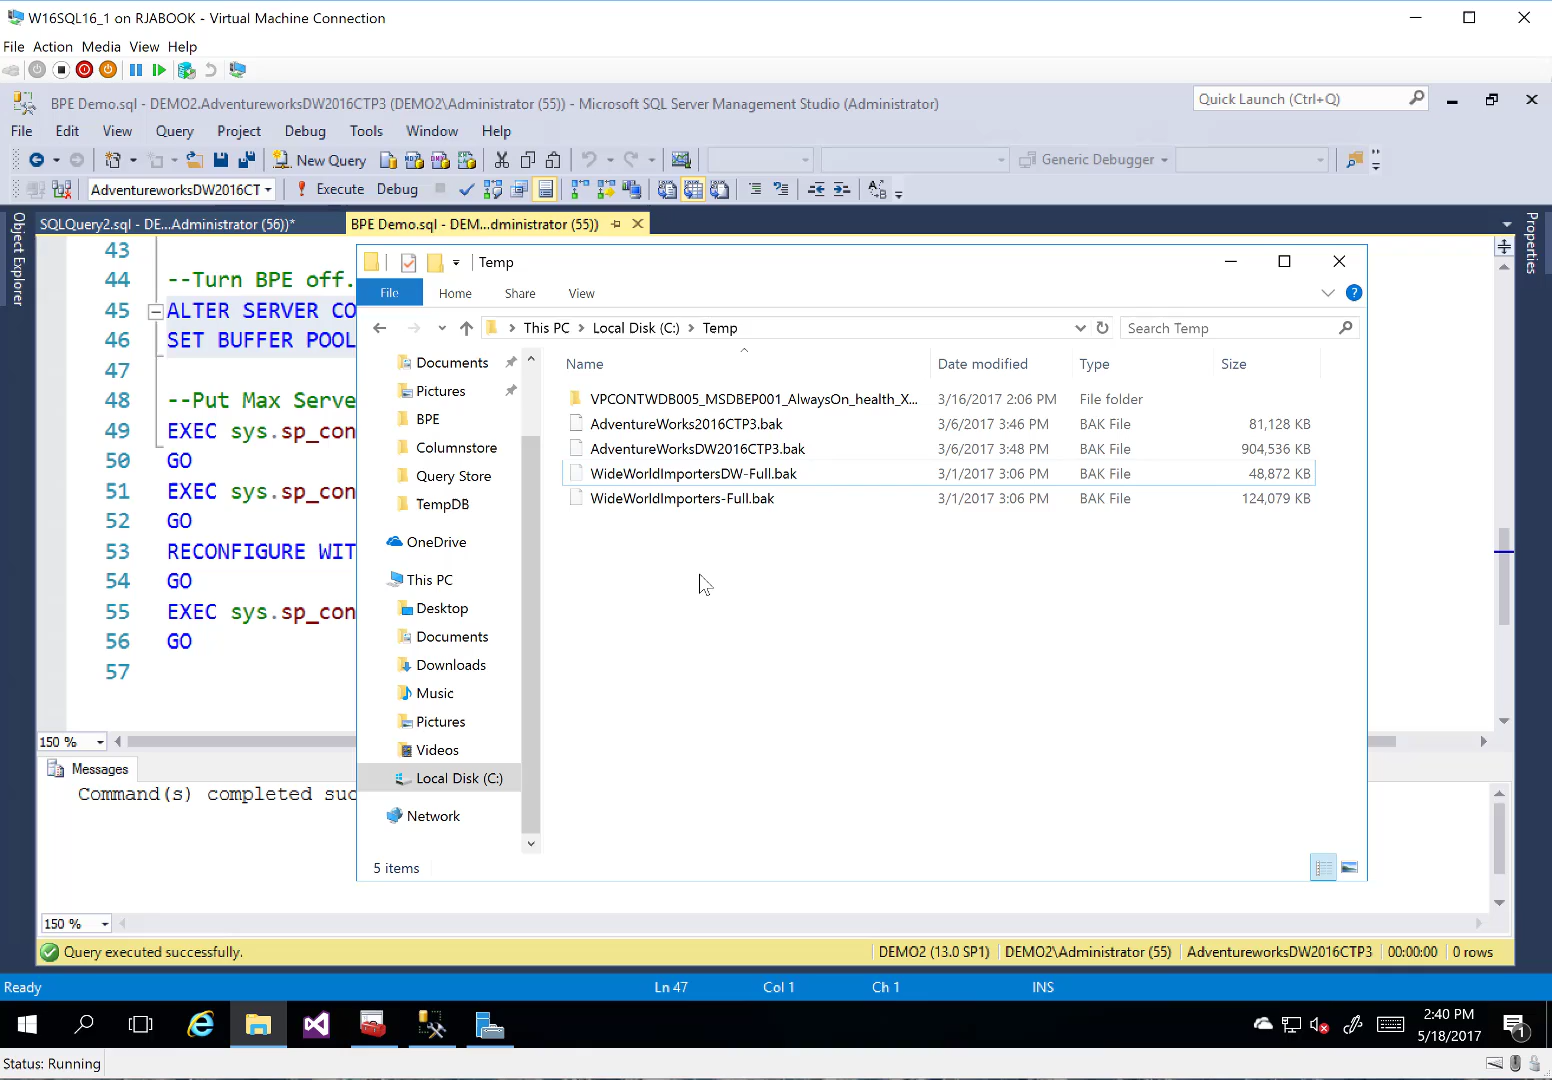 W16SQL16_1 on RJABOOK - Virtual Machine Connection
File Action Media View Help
BPE Demo.sql - DEMO2.AdventureworksDW2016CTP3 (DEMO2\Administrator (55)) - Microsoft SQL Server Management Studio (Administrator)
Quick Launch (Ctrl+Q)
File Edit View Query Project Debug Tools Window Help
New Query
Generic Debugger
AdventureworksDW2016CT
Execute Debug
Object Explorer
SQLQuery2.sql - DE...Administrator (56))*
BPE Demo.sql - DEM...dministrator (55))
Properties
43
44 --Turn BPE off.
45 ALTER SERVER CO
46 SET BUFFER POOL
47
48 --Put Max Serve
49 EXEC sys.sp_con
50 GO
51 EXEC sys.sp_con
52 GO
53 RECONFIGURE WIT
54 GO
55 EXEC sys.sp_con
56 GO
57
150 %
Messages
Command(s) completed suc
150 %
Temp
File Home Share View
This PC Local Disk (C:) Temp
Search Temp
Documents
Pictures
BPE
Columnstore
Query Store
TempDB
OneDrive
This PC
Desktop
Documents
Downloads
Music
Pictures
Videos
Local Disk (C:)
Network
Name Date modified Type Size
VPCONTWDB005_MSDBEP001_AlwaysOn_health_X... 3/16/2017 2:06 PM File folder
AdventureWorks2016CTP3.bak 3/6/2017 3:46 PM BAK File 81,128 KB
AdventureWorksDW2016CTP3.bak 3/6/2017 3:48 PM BAK File 904,536 KB
WideWorldImportersDW-Full.bak 3/1/2017 3:06 PM BAK File 48,872 KB
WideWorldImporters-Full.bak 3/1/2017 3:06 PM BAK File 124,079 KB
5 items
Query executed successfully.
DEMO2 (13.0 SP1) DEMO2\Administrator (55) AdventureworksDW2016CTP3 00:00:00 0 rows
Ready Ln 47 Col 1 Ch 1 INS
2:40 PM
5/18/2017
1
Status: Running